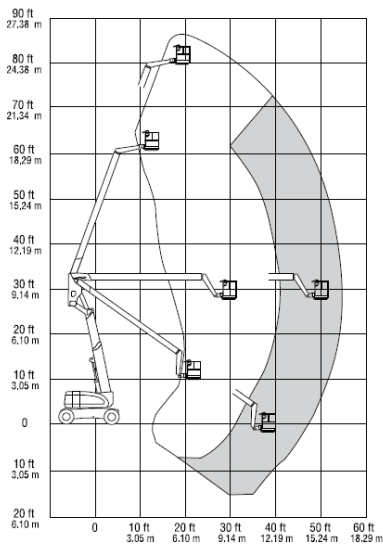 90 ft
27,38 m
80 ft
24,38 m
70 ft
21,34 m
60 ft
18,29 m
50 ft
15,24 m
40 ft
12,19 m
30 ft
9,14 m
20 ft
6,10 m
10 ft
3,05 m
0
10 ft
3,05 m
20 ft
6,10 m
0 10 ft 20 ft 30 ft 40 ft 50 ft 60 ft
3.05 m 6.10 m 9.14 m 12.19 m 15.24 m 18.29 m